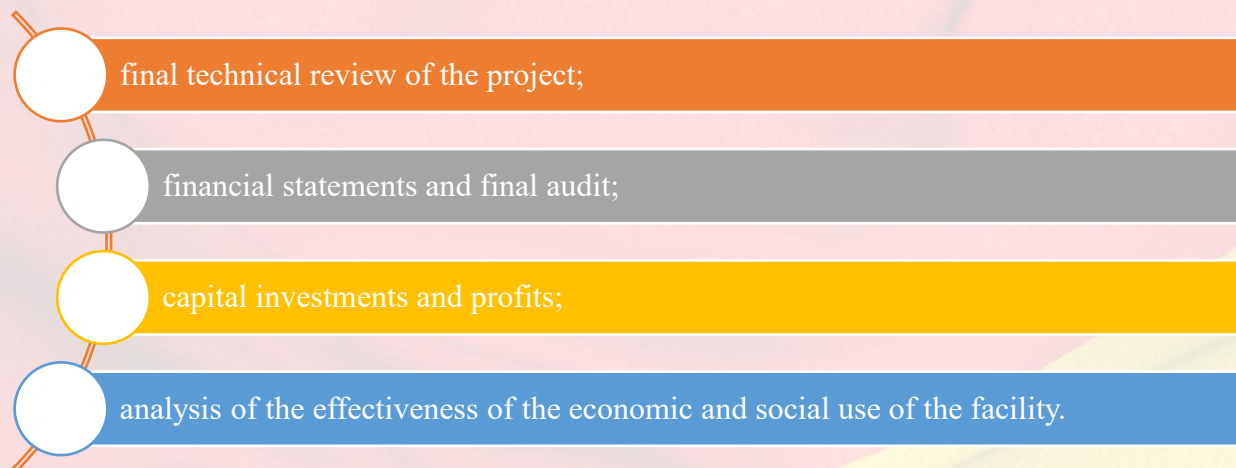 final technical review of the project;
financial statements and final audit;
capital investments and profits;
analysis of the effectiveness of the economic and social use of the facility.